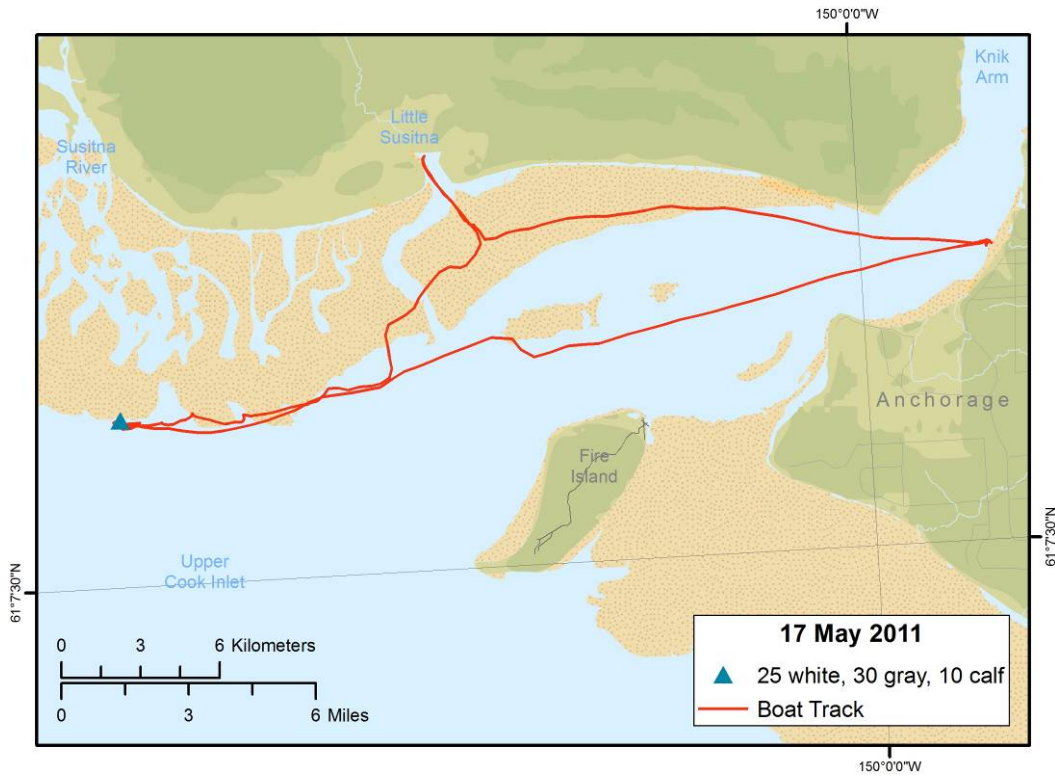 150°0'0"W
Knik
Arm
Little
Susitna
Susitna
River
Anchorage
Fire
Island
61°7'30"N
Upper
Cook Inlet
61°7'30"N
0 3 6 Kilometers
0 3 6 Miles
17 May 2011
25 white, 30 gray, 10 calf
Boat Track
150°0'0"W